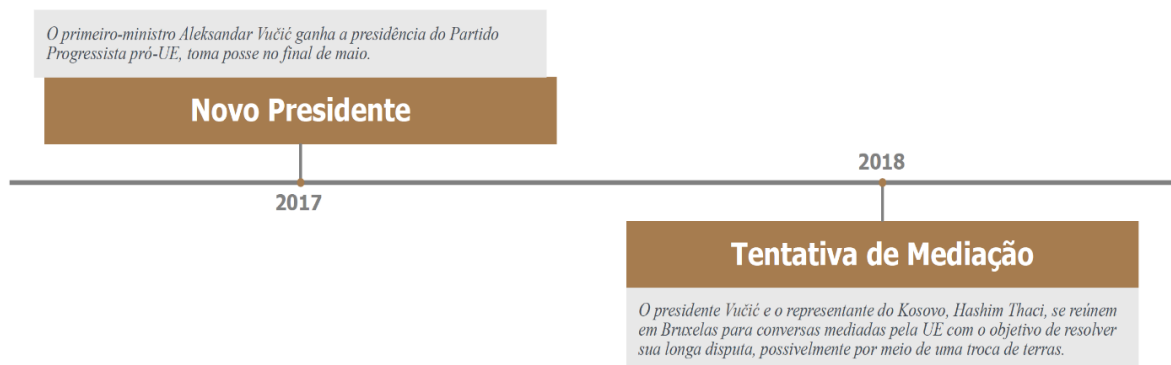 O primeiro-ministro Aleksandar Vučić ganha a presidência do Partido
Progressista pró-UE, toma posse no final de maio.
Novo Presidente
2017
2018
Tentativa de Mediação
O presidente Vučić e o representante do Kosovo, Hashim Thaci, se reúnem
em Bruxelas para conversas mediadas pela UE com o objetivo de resolver
sua longa disputa, possivelmente por meio de uma troca de terras.